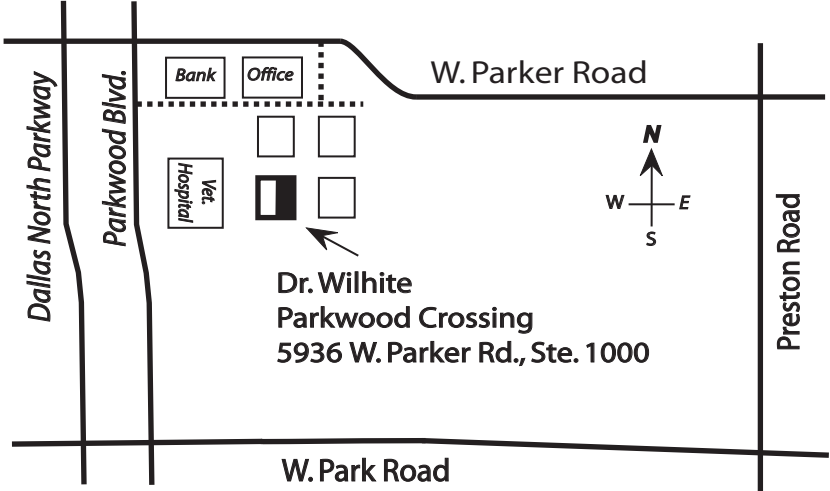 Bank
Office
W. Parker Road
Dallas North Parkway
Parkwood Blvd.
Vet.
Hospital
N
W
E
S
Preston Road
Dr. Wilhite
Parkwood Crossing
5936 W. Parker Rd., Ste. 1000
W. Park Road